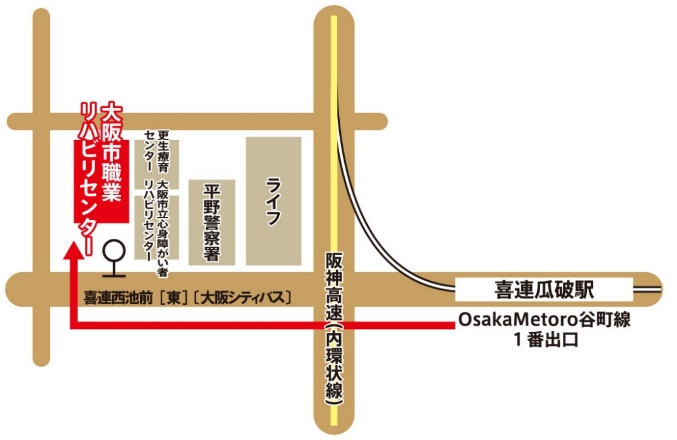 大阪市職業
リハビリセンター
更生療育
センター
大阪市立心身障がい者
リハビリセンター
平野警察署
ライフ
阪神高速(内環状線)
喜連瓜破駅
OsakaMetoro谷町線
1番出口
喜連西池前［東］〔大阪シティバス〕